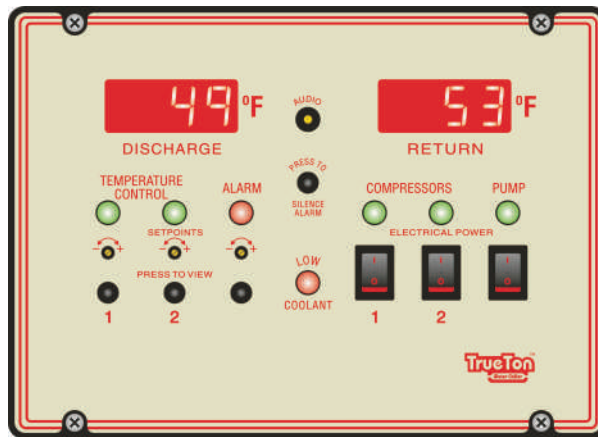 49 °F
AUDIO
53 °F
DISCHARGE
RETURN
PRESS TO
SILENCE
ALARM
TEMPERATURE
CONTROL
ALARM
COMPRESSORS
PUMP
SETPOINTS
ELECTRICAL POWER
- +
- +
- +
I
O
I
O
I
O
PRESS TO VIEW
LOW
COOLANT
1
2
1
2
TrueTon